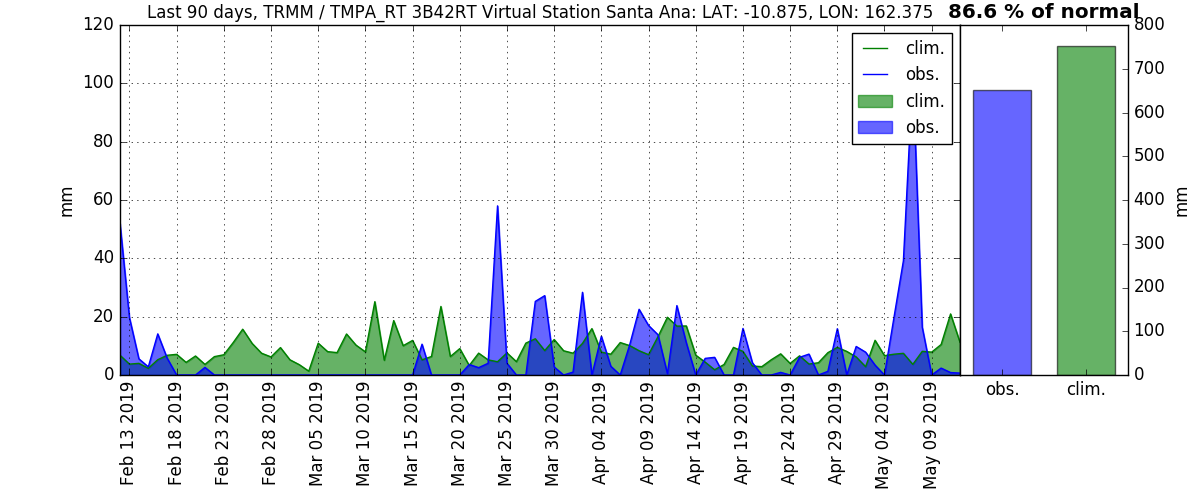 Last 90 days, TRMM / TMPA_RT 3B42RT Virtual Station Santa Ana: LAT: -10.875, LON: 162.375
86.6 % of normal
120
100
80
60
40
20
0
mm
clim.
obs.
clim.
obs.
800
700
600
500
400
300
200
100
0
mm
obs.
clim.
Feb 13 2019
Feb 18 2019
Feb 23 2019
Feb 28 2019
Mar 05 2019
Mar 10 2019
Mar 15 2019
Mar 20 2019
Mar 25 2019
Mar 30 2019
Apr 04 2019
Apr 09 2019
Apr 14 2019
Apr 19 2019
Apr 24 2019
Apr 29 2019
May 04 2019
May 09 2019